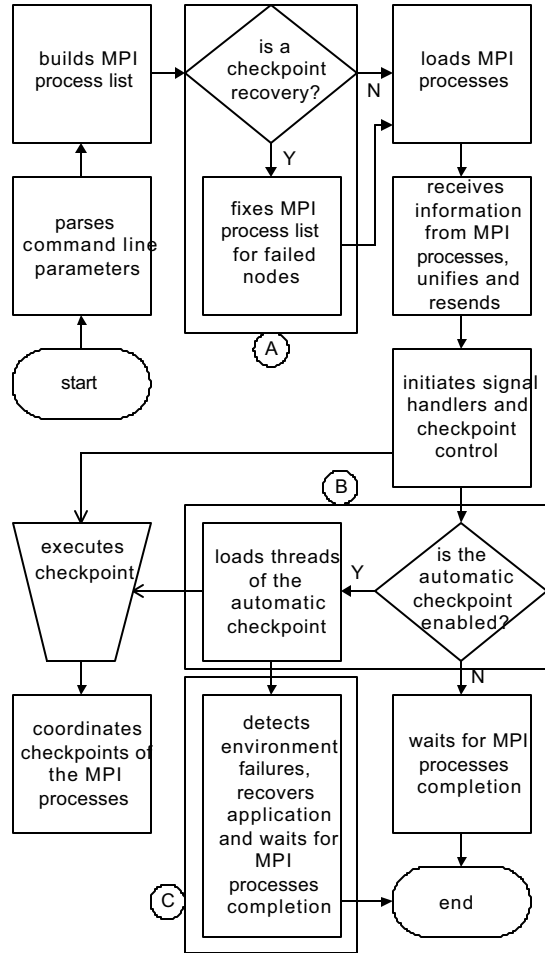 builds MPI
process list
is a
checkpoint
recovery?
N
Y
loads MPI
processes
parses
command line
parameters
fixes MPI
process list
for failed
nodes
receives
information
from MPI
processes,
unifies and
resends
A
start
initiates signal
handlers and
checkpoint
control
B
executes
checkpoint
loads threads
of the
automatic
checkpoint
Y
is the
automatic
checkpoint
enabled?
N
coordinates
checkpoints of
the MPI
processes
detects
environment
failures,
recovers
application
and waits for
MPI
processes
completion
waits for MPI
processes
completion
C
end